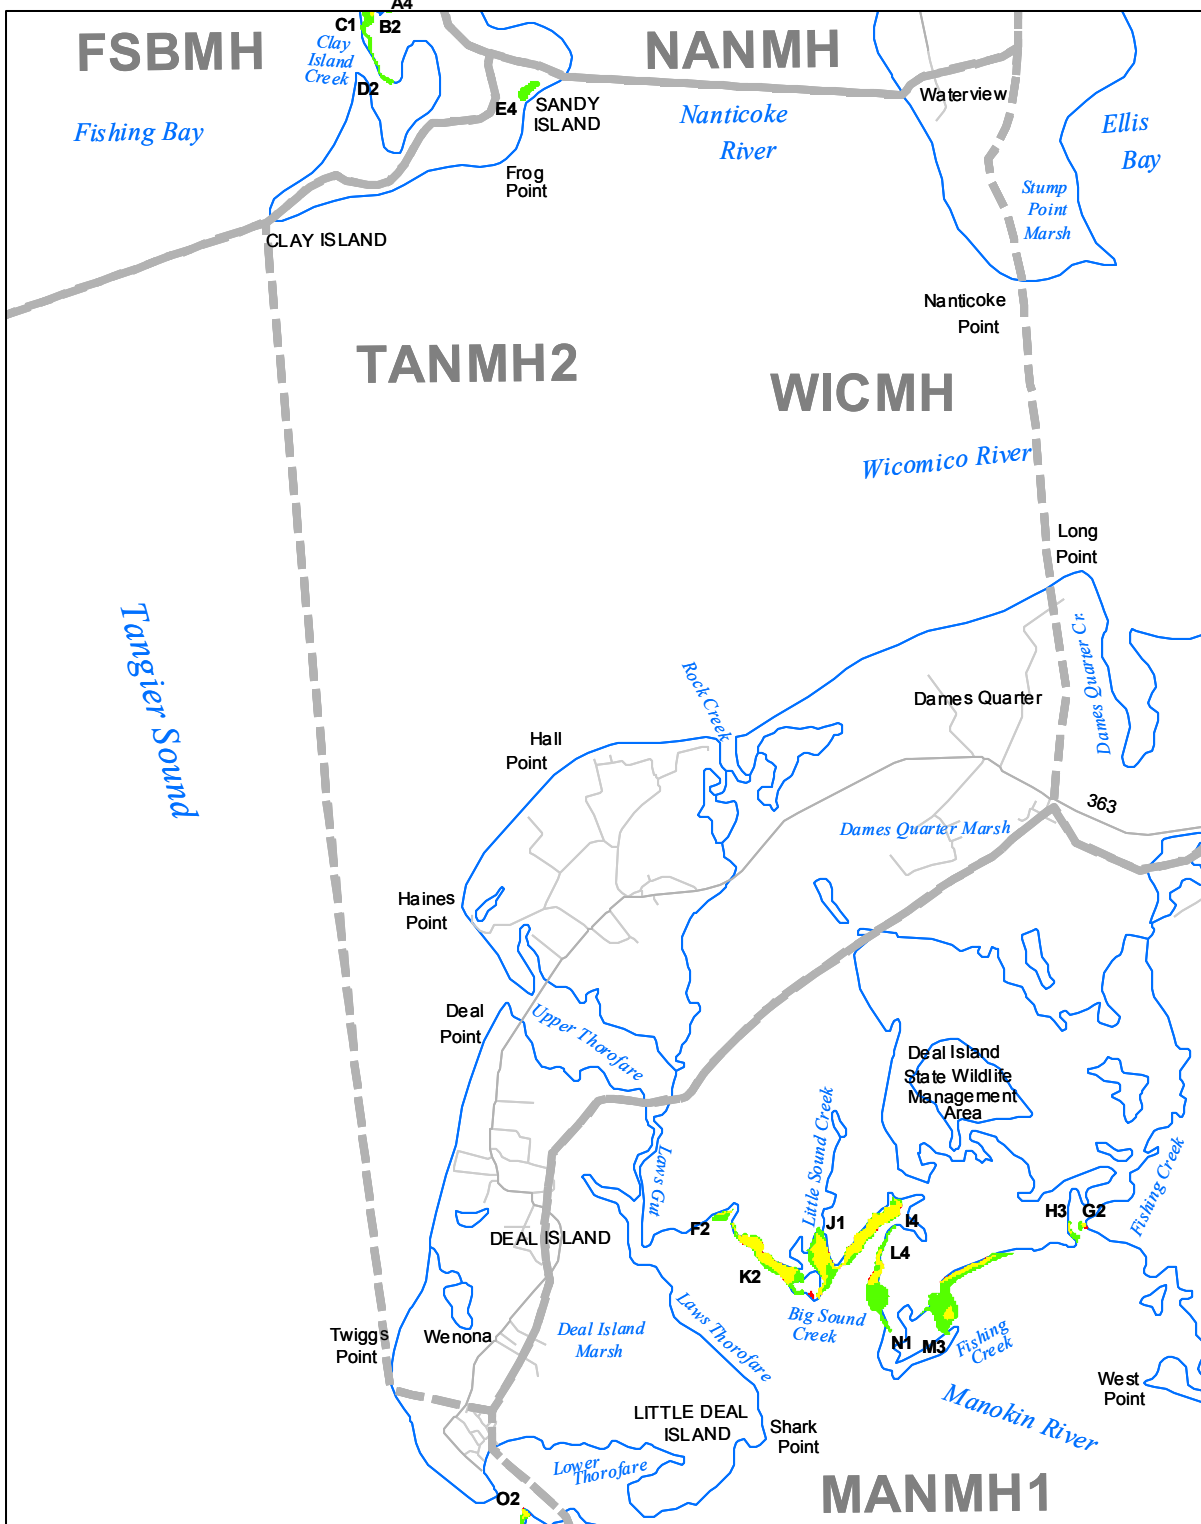 A4
C1
B2
FSBMH
Clay
Island
Creek
D2
NANMH
E4
SANDY
ISLAND
Waterview
Fishing Bay
Nanticoke
River
Ellis
Bay
Frog
Point
Stump
Point
Marsh
CLAY ISLAND
Nanticoke
Point
TANMH2
WICMH
Wicomico River
Long
Point
Tangier Sound
Rock Creek
Dames Quarter Cr.
Dames Quarter
Hall
Point
363
Dames Quarter Marsh
Haines
Point
Deal
Point
Upper Thorofare
Deal Island
State Wildlife
Management
Area
Little Sound Creek
Laws Gut
Fishing Creek
F2
J1
I4
H3
G2
DEAL ISLAND
L4
K2
Big Sound
Creek
Laws Thorofare
N1
M3
Fishing
Creek
Twiggs
Point
Wenona
Deal Island
Marsh
West
Point
Manokin River
LITTLE DEAL
ISLAND
Shark
Point
Lower
Thorofare
MANMH1
O2